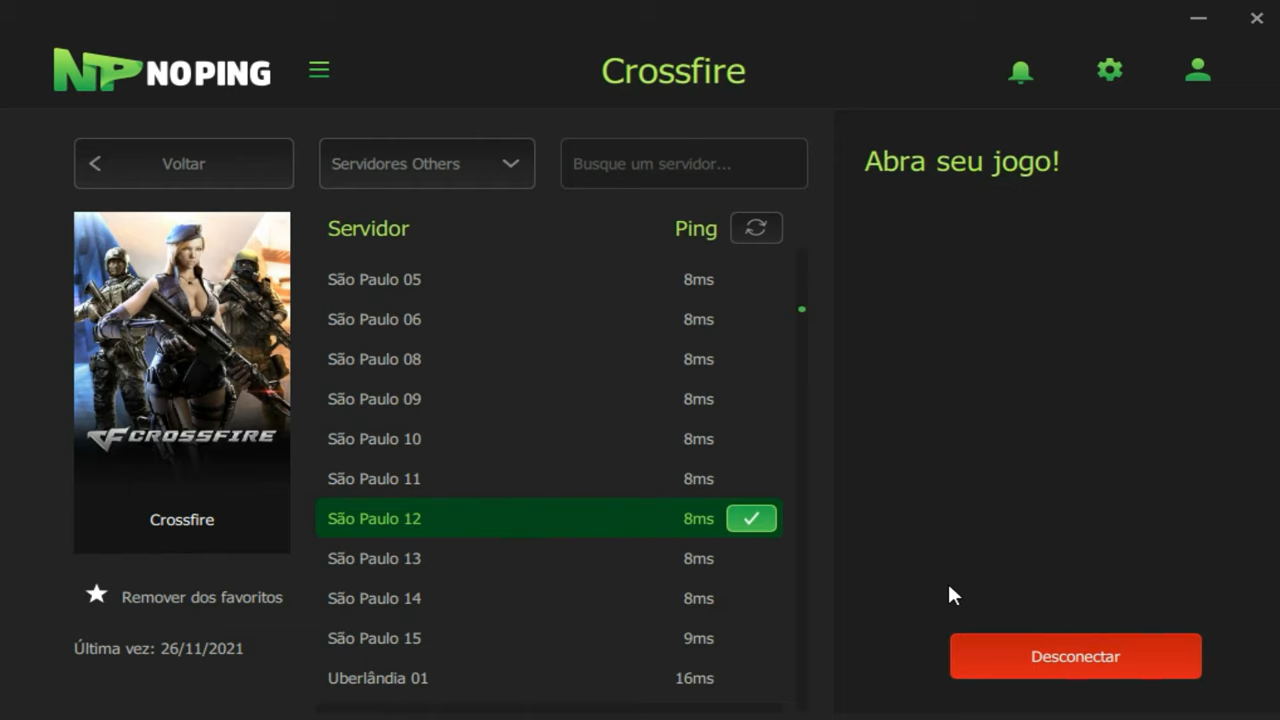 NP NOPING
Crossfire
Voltar
Servidores Others
Busque um servidor...
Abra seu jogo!
Servidor Ping
São Paulo 05 8ms
São Paulo 06 8ms
São Paulo 08 8ms
São Paulo 09 8ms
São Paulo 10 8ms
São Paulo 11 8ms
São Paulo 12 8ms
São Paulo 13 8ms
São Paulo 14 8ms
São Paulo 15 9ms
Uberlândia 01 16ms
CF CROSSFIRE
Crossfire
Remover dos favoritos
Última vez: 26/11/2021
Desconectar